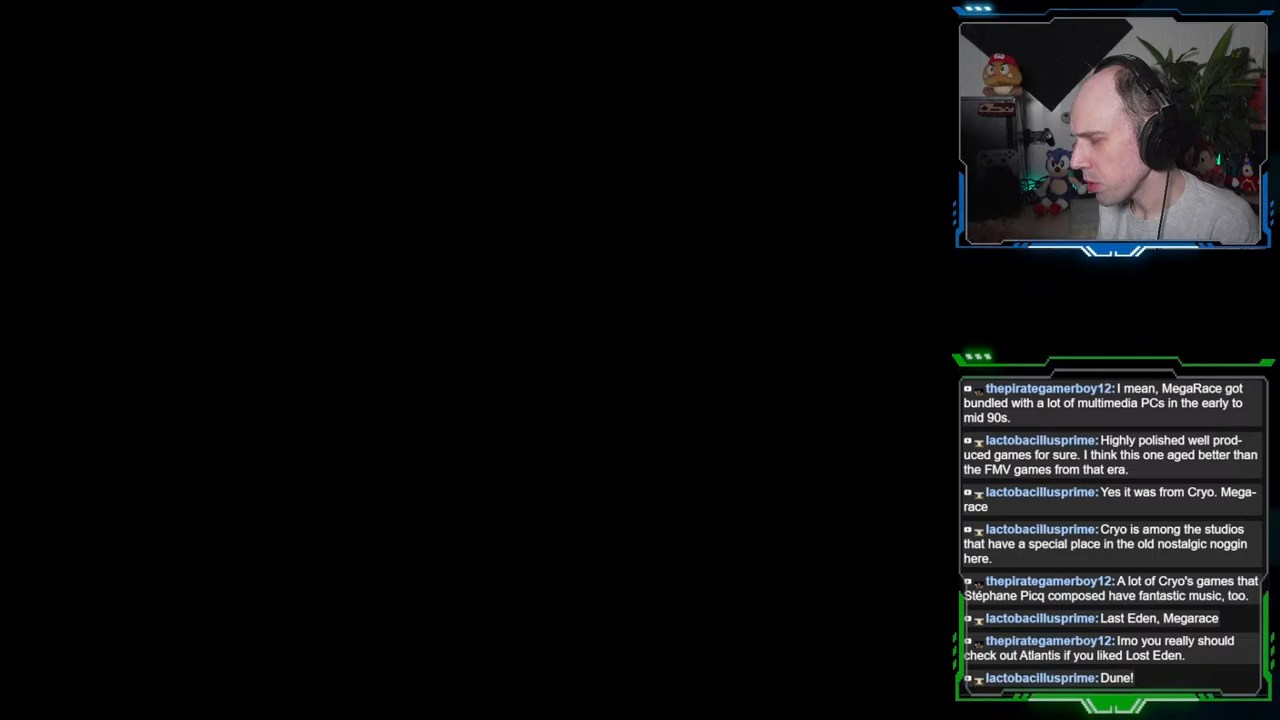 thepirategamerboy12: I mean, MegaRace got
bundled with a lot of multimedia PCs in the early to
mid 90s.
lactobacillusprime: Highly polished well prod-
uced games for sure. I think this one aged better than
the FMV games from that era.
lactobacillusprime: Yes it was from Cryo. Mega-
race
lactobacillusprime: Cryo is among the studios
that have a special place in the old nostalgic noggin
here.
thepirategamerboy12: A lot of Cryo's games that
Stéphane Picq composed have fantastic music, too.
lactobacillusprime: Last Eden, Megarace
thepirategamerboy12: Imo you really should
check out Atlantis if you liked Lost Eden.
lactobacillusprime: Dune!